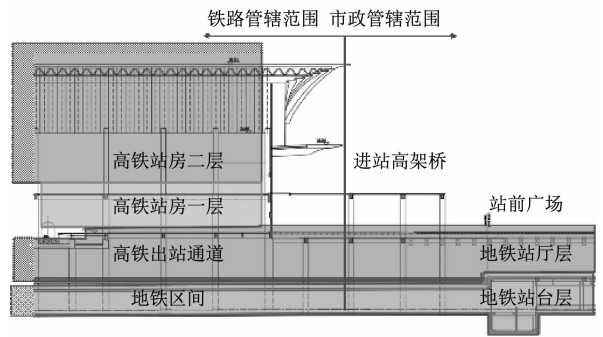 铁路管辖范围 市政管辖范围
高铁站房二层
进站高架桥
高铁站房一层
站前广场
高铁出站通道
地铁站厅层
地铁区间
地铁站台层